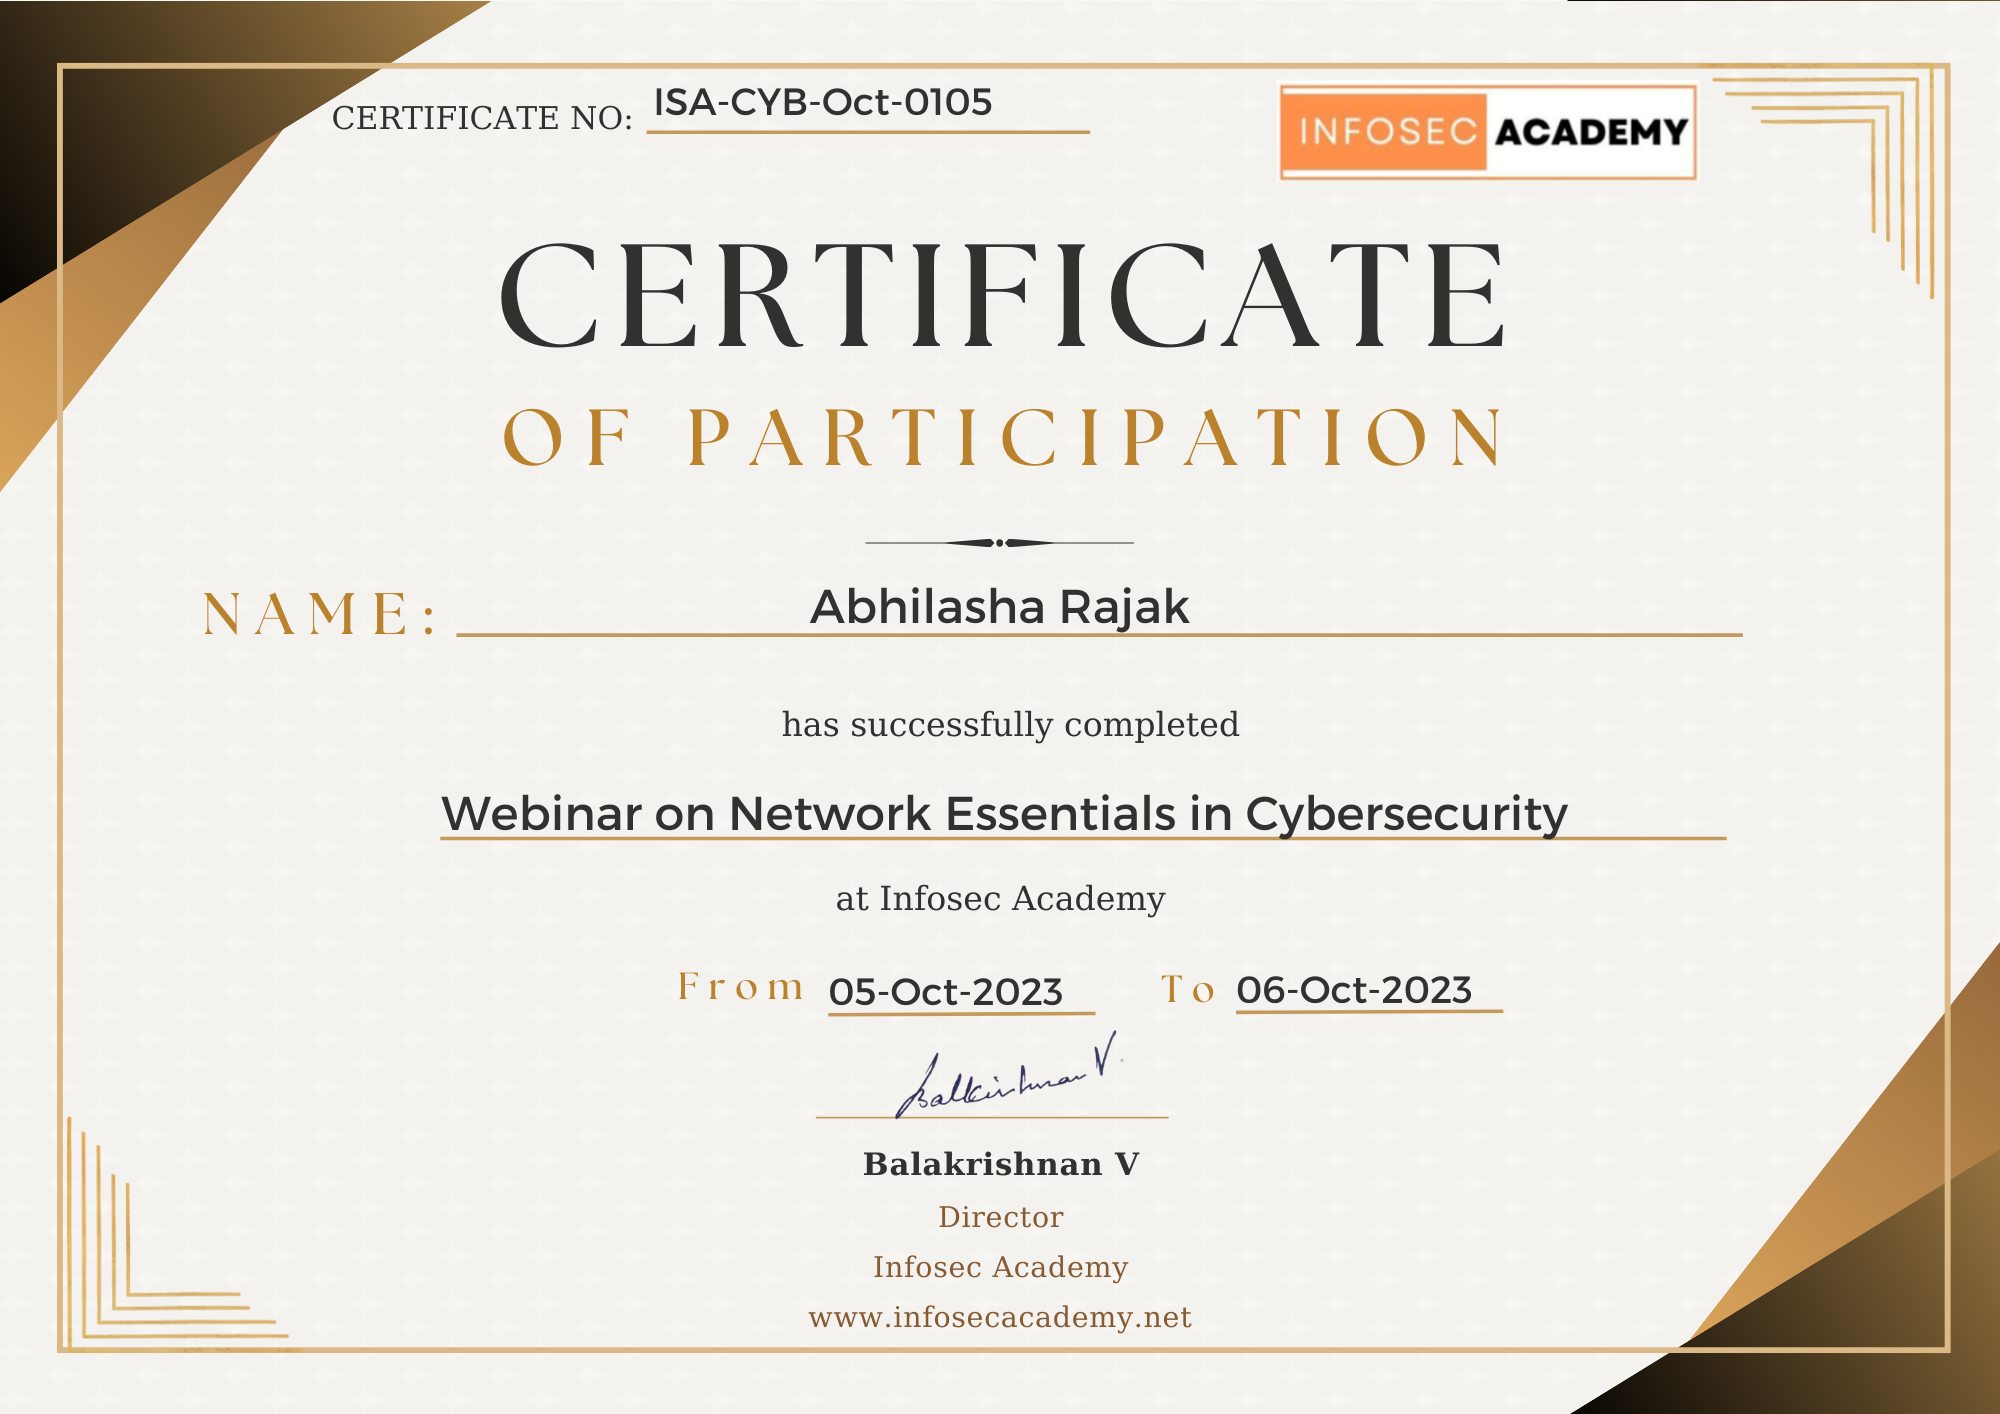 CERTIFICATE NO: ISA-CYB-Oct-0105
INFOSEC ACADEMY
CERTIFICATE
OF PARTICIPATION
NAME: Abhilasha Rajak
has successfully completed
Webinar on Network Essentials in Cybersecurity
at Infosec Academy
From 05-Oct-2023 To 06-Oct-2023
Balakrishnan V.
Balakrishnan V
Director
Infosec Academy
www.infosecacademy.net